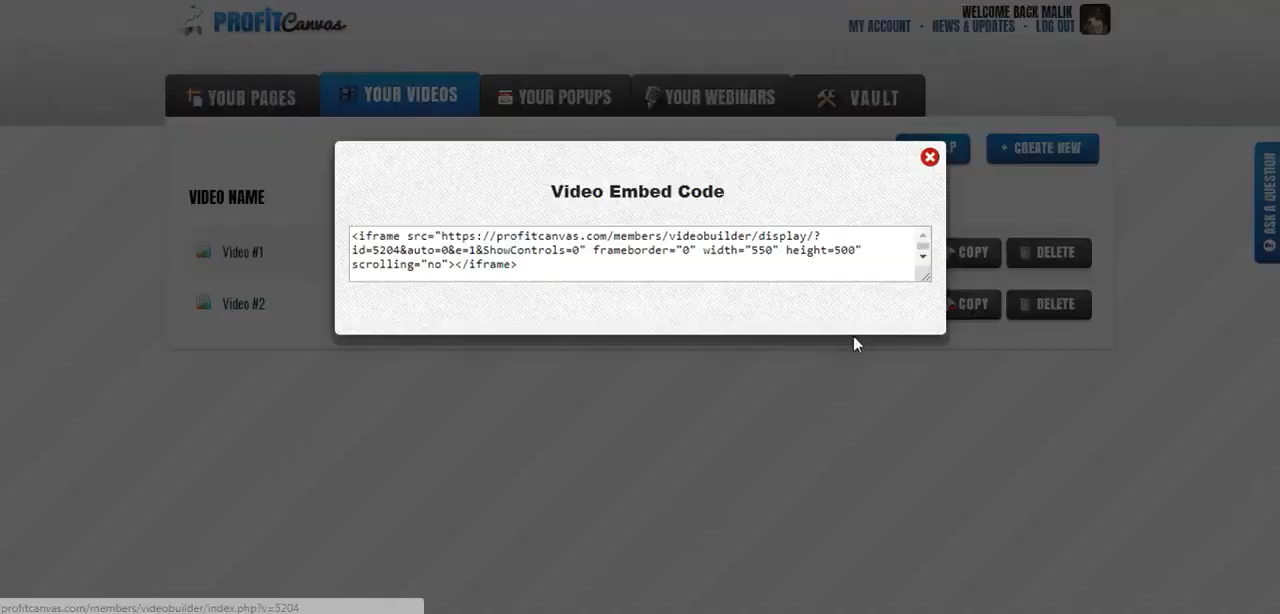 PROFITCanvas
WELCOME BACK MALIK
MY ACCOUNT - NEWS & UPDATES - LOG OUT
YOUR PAGES
YOUR VIDEOS
YOUR POPUPS
YOUR WEBINARS
VAULT
+ CREATE NEW
ASK A QUESTION
Video Embed Code
VIDEO NAME
<iframe src="https://profitcanvas.com/members/videobuilder/display/?
id=5204&auto=0&e=1&ShowControls=0" frameborder="0" width="550" height=500"
scrolling="no"></iframe>
Video #1
COPY
DELETE
Video #2
COPY
DELETE
profitcanvas.com/members/videobuilder/index.php?v=5204